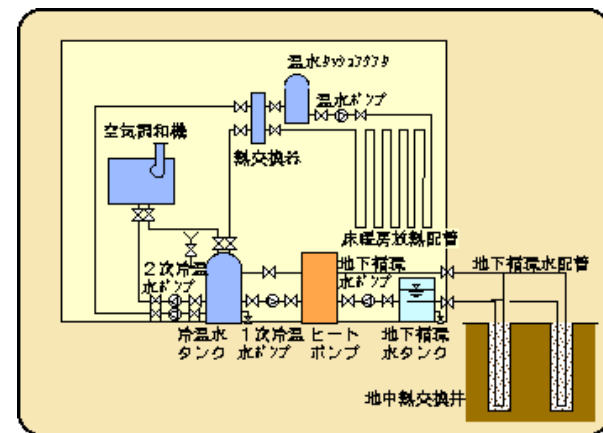 温水クッションタンク
温水ポンプ
空気調和機
熱交換器
床暖房放熱配管
2次冷温
水ポンプ
地下循環
水ポンプ
地下循環水配管
冷温水
タンク
1次冷温
水ポンプ
ヒート
ポンプ
地下循環
水タンク
地中熱交換井